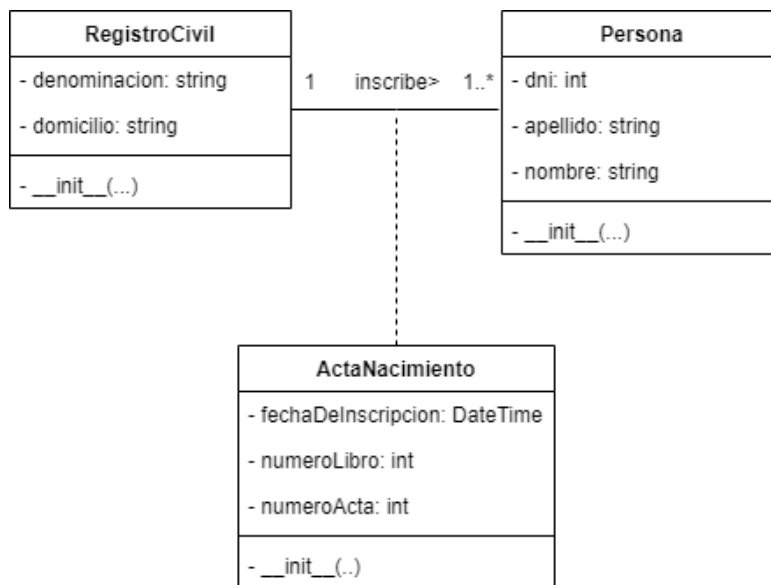 RegistroCivil
- denominacion: string
- domicilio: string
- __init__(...)
1 inscribe> 1..*
Persona
- dni: int
- apellido: string
- nombre: string
- __init__(...)
ActaNacimiento
- fechaDeInscripcion: DateTime
- numeroLibro: int
- numeroActa: int
- __init__(..)